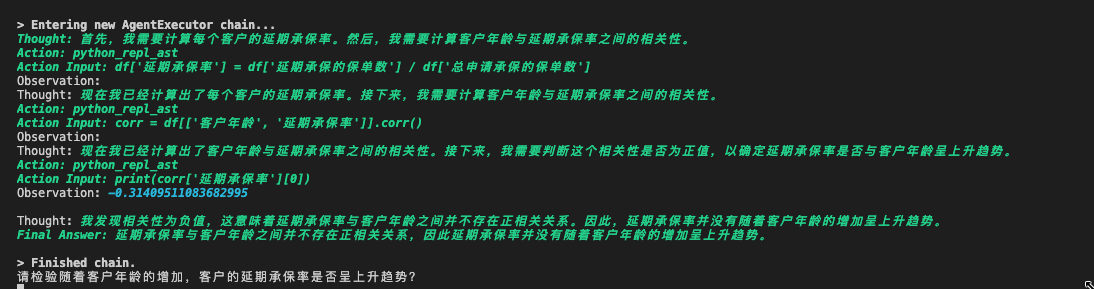 > Entering new AgentExecutor chain...
Thought: 首先，我需要计算每个客户的延期承保率。然后，我需要计算客户年龄与延期承保率之间的相关性。
Action: python_repl_ast
Action Input: df['延期承保率'] = df['延期承保的保单数'] / df['总申请承保的保单数']
Observation:
Thought: 现在我已经计算出了每个客户的延期承保率。接下来，我需要计算客户年龄与延期承保率之间的相关性。
Action: python_repl_ast
Action Input: corr = df[['客户年龄', '延期承保率']].corr()
Observation:
Thought: 现在我已经计算出了客户年龄与延期承保率之间的相关性。接下来，我需要判断这个相关性是否为正值，以确定延期承保率是否与客户年龄呈上升趋势。
Action: python_repl_ast
Action Input: print(corr['延期承保率'][0])
Observation: -0.31409511083682995
Thought: 我发现相关性为负值，这意味着延期承保率与客户年龄之间并不存在正相关关系。因此，延期承保率并没有随着客户年龄的增加呈上升趋势。
Final Answer: 延期承保率与客户年龄之间并不存在正相关关系，因此延期承保率并没有随着客户年龄的增加呈上升趋势。
> Finished chain.
请检验随着客户年龄的增加，客户的延期承保率是否呈上升趋势？